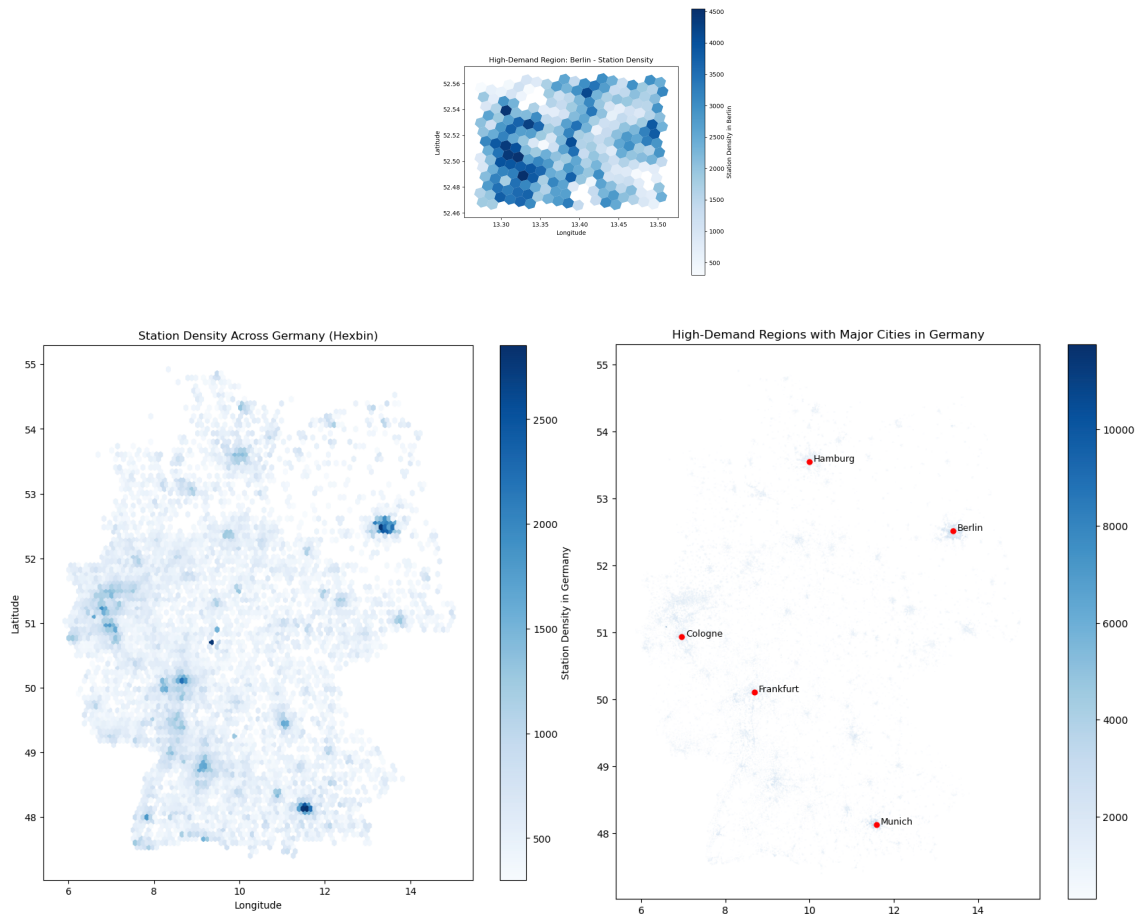 High-Demand Region: Berlin - Station Density
4500
4000
3500
3000
2500
2000
1500
1000
500
Station Density in Berlin
52.56
52.54
52.52
52.50
52.48
52.46
Latitude
13.30 13.35 13.40 13.45 13.50
Longitude
Station Density Across Germany (Hexbin)
55
54
53
52
51
50
49
48
Latitude
6 8 10 12 14
Longitude
2500
2000
1500
1000
500
Station Density in Germany
High-Demand Regions with Major Cities in Germany
55
54
53
52
51
50
49
48
6 8 10 12 14
Hamburg
Berlin
Cologne
Frankfurt
Munich
10000
8000
6000
4000
2000